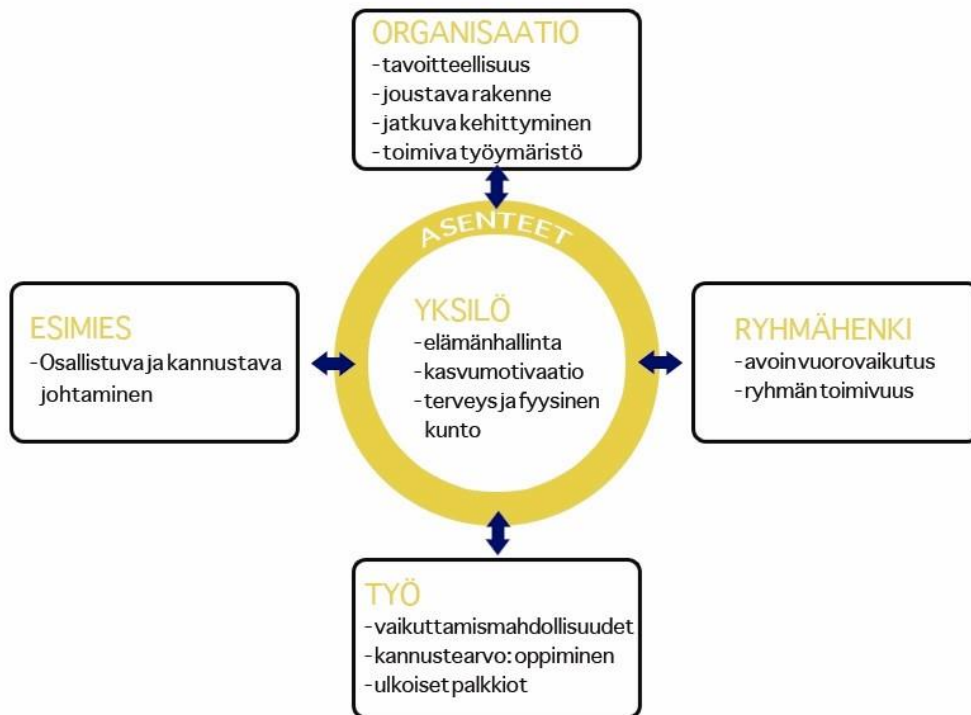 ORGANISAATIO
-tavoitteellisuus
-joustava rakenne
-jatkuva kehittyminen
-toimiva työymäristö
ASENTEET
ESIMIES
-Osallistuva ja kannustava
johtaminen
YKSILÖ
-elämänhallinta
-kasvumotivaatio
-terveys ja fyysinen
kunto
RYHMÄHENKI
-avoin vuorovaikutus
-ryhmän toimivuus
TYÖ
-vaikuttamismahdollisuudet
-kannustearvo: oppiminen
-ulkoiset palkkiot